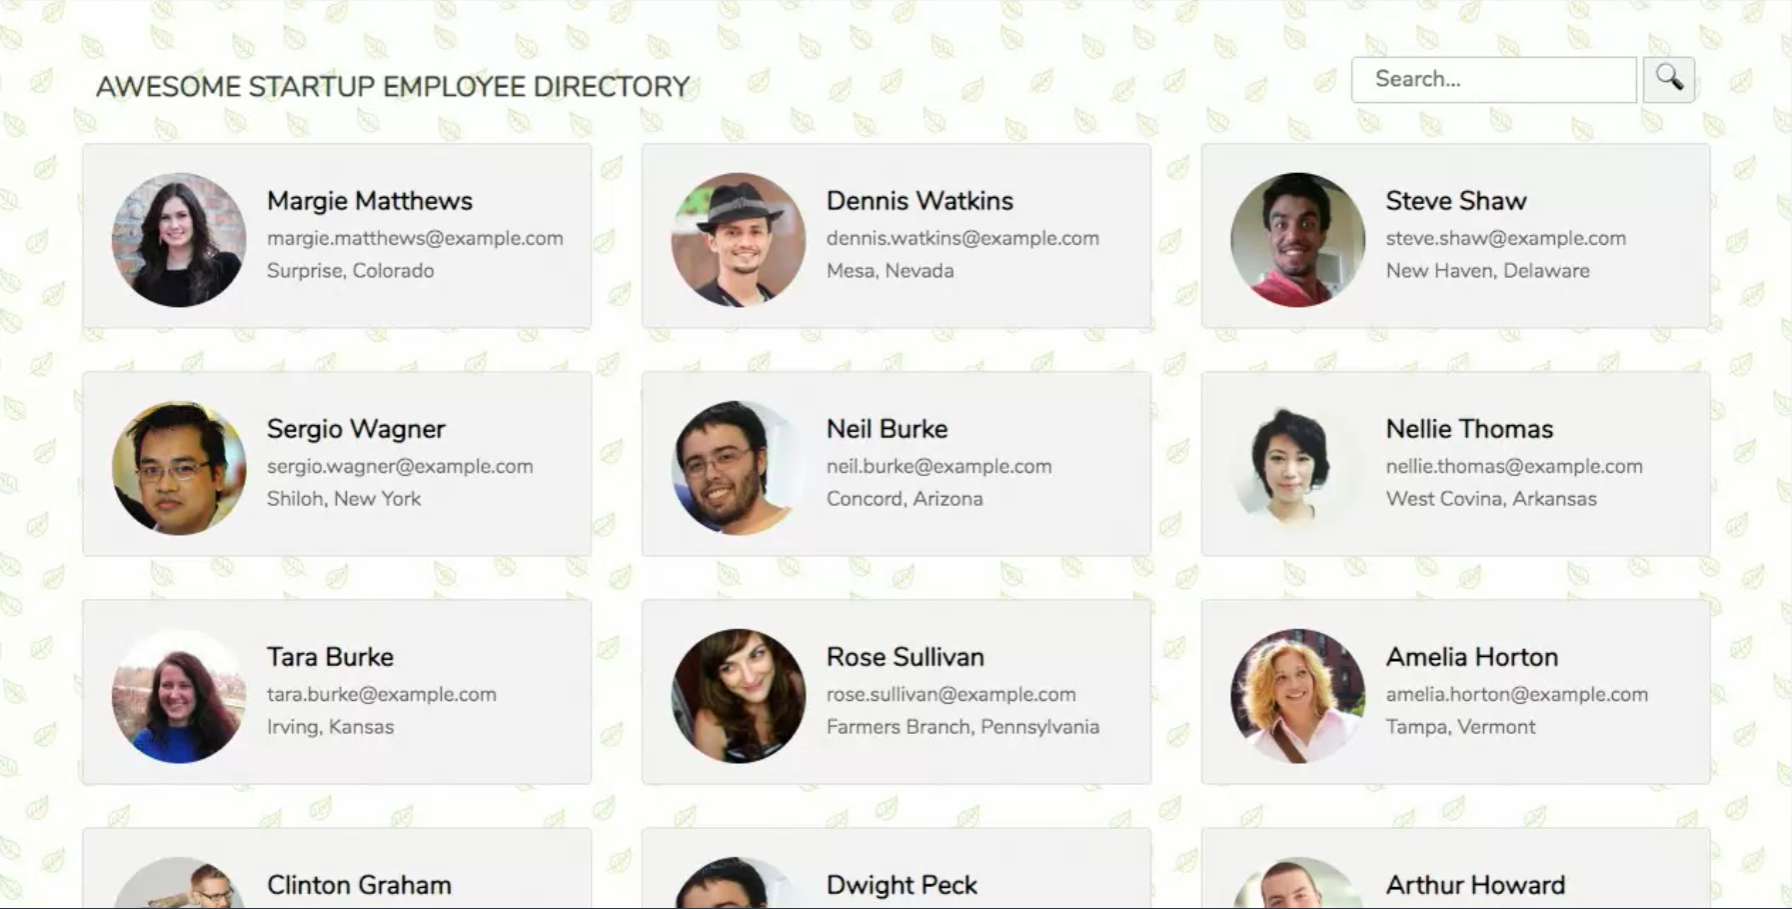 AWESOME STARTUP EMPLOYEE DIRECTORY
Search...
Margie Matthews
margie.matthews@example.com
Surprise, Colorado
Dennis Watkins
dennis.watkins@example.com
Mesa, Nevada
Steve Shaw
steve.shaw@example.com
New Haven, Delaware
Sergio Wagner
sergio.wagner@example.com
Shiloh, New York
Neil Burke
neil.burke@example.com
Concord, Arizona
Nellie Thomas
nellie.thomas@example.com
West Covina, Arkansas
Tara Burke
tara.burke@example.com
Irving, Kansas
Rose Sullivan
rose.sullivan@example.com
Farmers Branch, Pennsylvania
Amelia Horton
amelia.horton@example.com
Tampa, Vermont
Clinton Graham
Dwight Peck
Arthur Howard